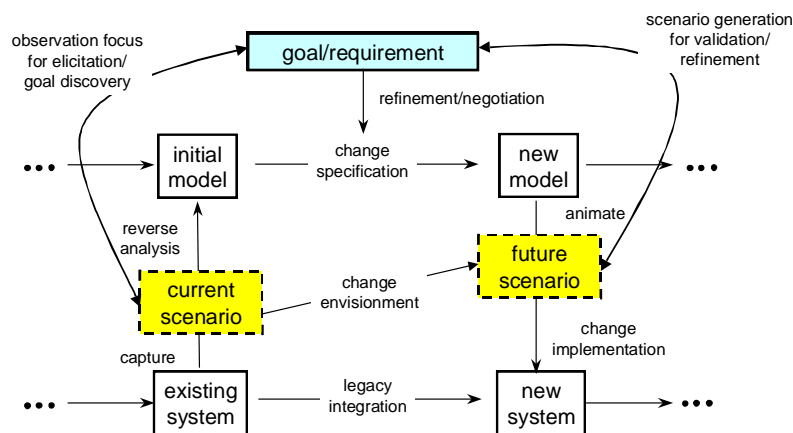 observation focus
for elicitation/
goal discovery
goal/requirement
scenario generation
for validation/
refinement
refinement/negotiation
•••
initial
model
change
specification
new
model
•••
reverse
analysis
animate
current
scenario
change
envisionment
future
scenario
capture
change
implementation
•••
existing
system
legacy
integration
new
system
•••